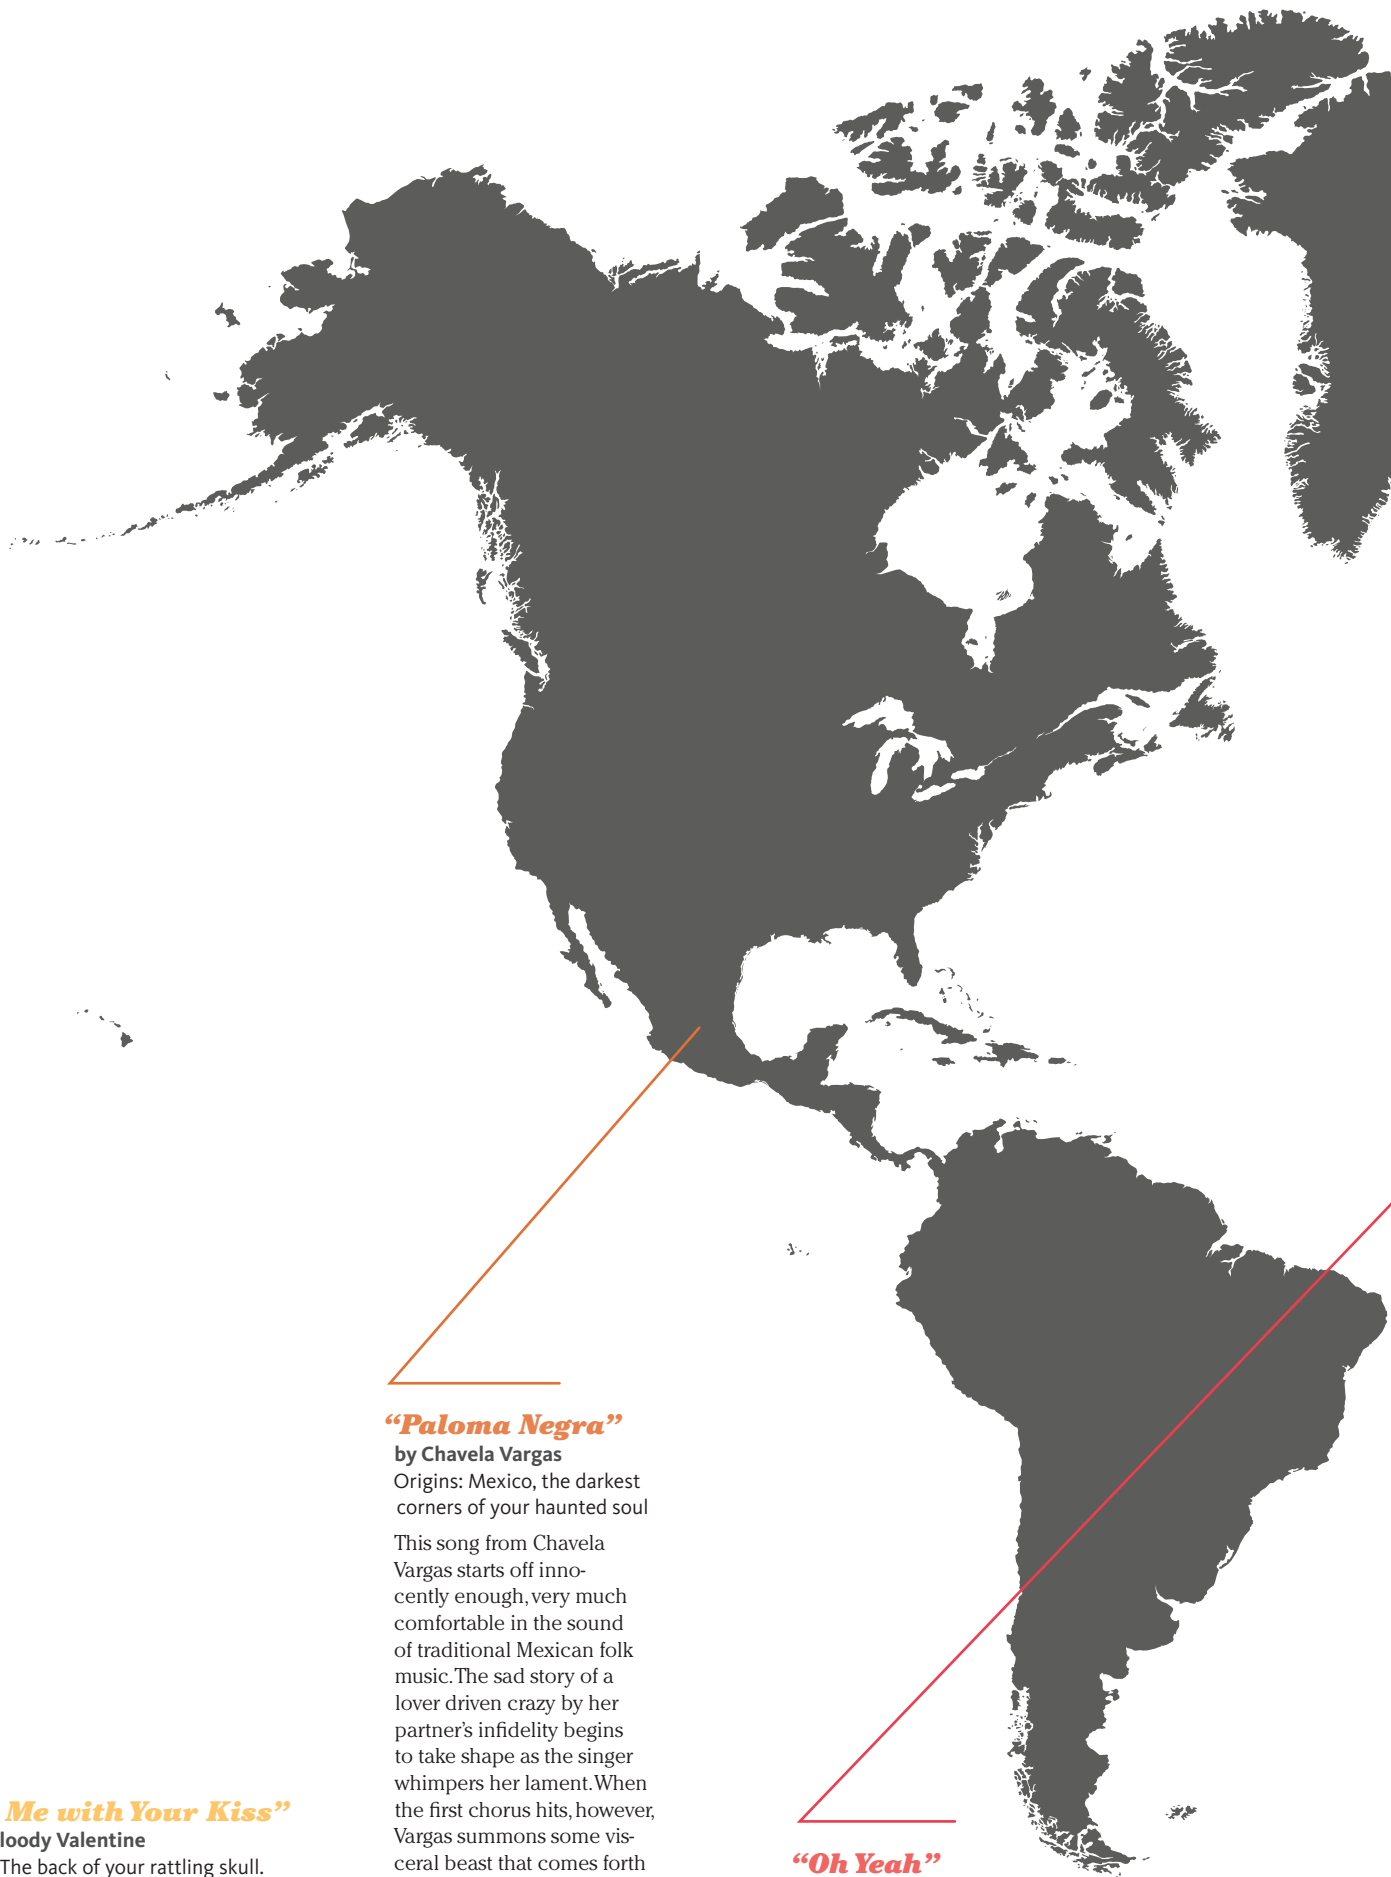 “Paloma Negra”
by Chavela Vargas
Origins: Mexico, the darkest
corners of your haunted soul
This song from Chavela
Vargas starts off inno-
cently enough, very much
comfortable in the sound
of traditional Mexican folk
music. The sad story of a
lover driven crazy by her
partner’s infidelity begins
to take shape as the singer
whimpers her lament. When
the first chorus hits, however,
Vargas summons some vis-
ceral beast that comes forth
Me with Your Kiss”
loody Valentine
The back of your rattling skull.
“Oh Yeah”